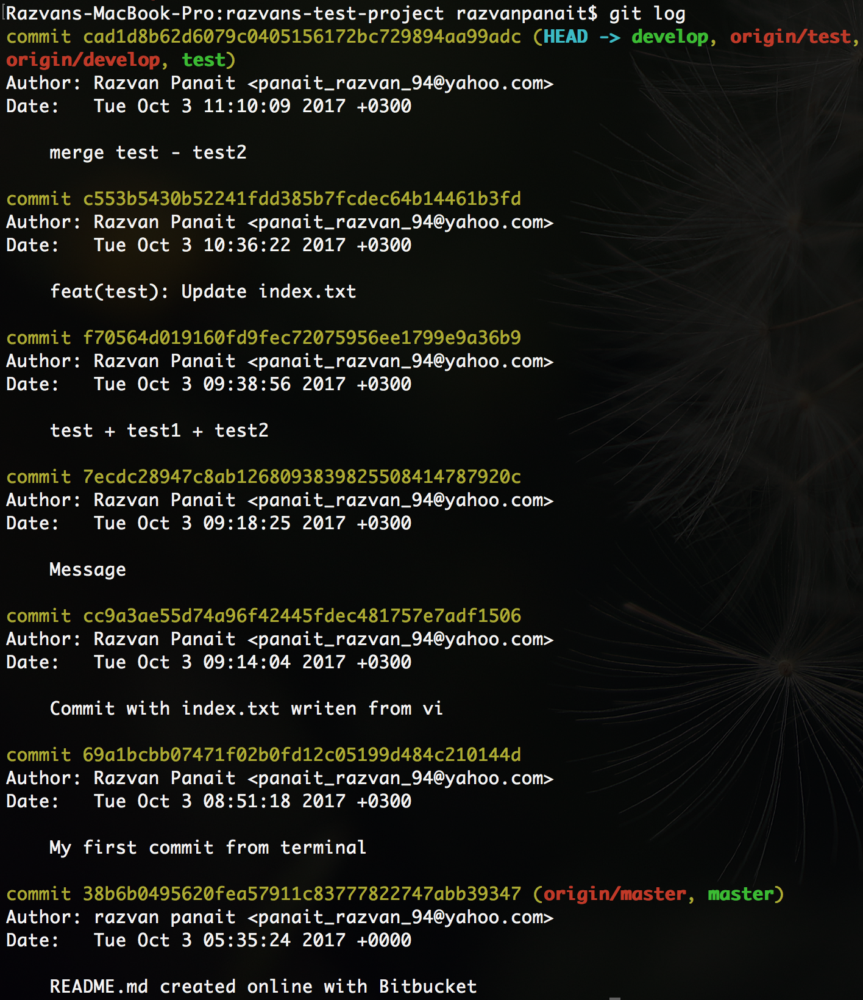 Razvans-MacBook-Pro:razvans-test-project razvanpanait$ git log
commit cad1d8b62d6079c0405156172bc729894aa99adc (HEAD -> develop, origin/test,
origin/develop, test)
Author: Razvan Panait <panait_razvan_94@yahoo.com>
Date:   Tue Oct 3 11:10:09 2017 +0300
    merge test - test2
commit c553b5430b52241fdd385b7fcdec64b14461b3fd
Author: Razvan Panait <panait_razvan_94@yahoo.com>
Date:   Tue Oct 3 10:36:22 2017 +0300
    feat(test): Update index.txt
commit f70564d019160fd9fec72075956ee1799e9a36b9
Author: Razvan Panait <panait_razvan_94@yahoo.com>
Date:   Tue Oct 3 09:38:56 2017 +0300
    test + test1 + test2
commit 7ecdc28947c8ab1268093839825508414787920c
Author: Razvan Panait <panait_razvan_94@yahoo.com>
Date:   Tue Oct 3 09:18:25 2017 +0300
    Message
commit cc9a3ae55d74a96f42445fdec481757e7adf1506
Author: Razvan Panait <panait_razvan_94@yahoo.com>
Date:   Tue Oct 3 09:14:04 2017 +0300
    Commit with index.txt writen from vi
commit 69a1bcbb07471f02b0fd12c05199d484c210144d
Author: Razvan Panait <panait_razvan_94@yahoo.com>
Date:   Tue Oct 3 08:51:18 2017 +0300
    My first commit from terminal
commit 38b6b0495620fea57911c83777822747abb39347 (origin/master, master)
Author: razvan panait <panait_razvan_94@yahoo.com>
Date:   Tue Oct 3 05:35:24 2017 +0000
    README.md created online with Bitbucket